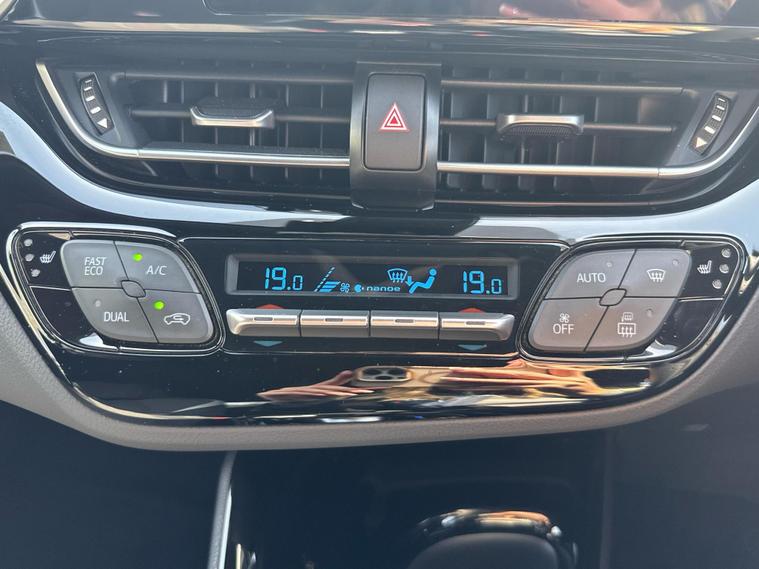 FAST
ECO
A/C
DUAL
19.0
nanoe
19.0
AUTO
OFF